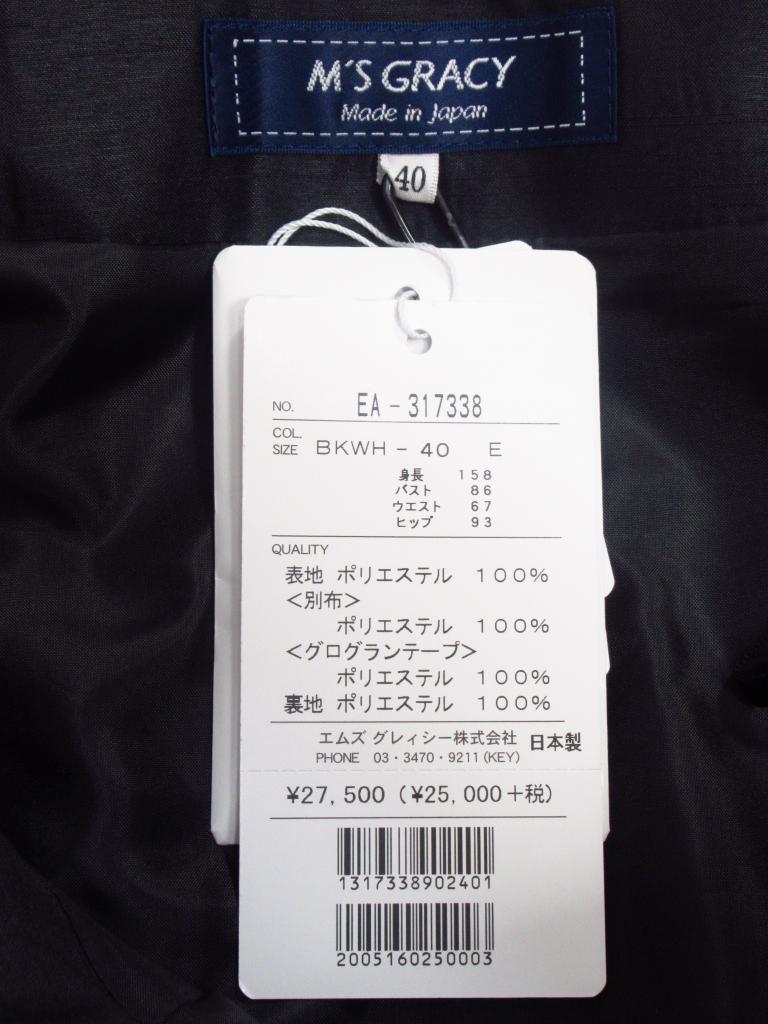 M'S GRACY
Made in Japan
40
NO. EA-317338
COL.
SIZE BKWH-40 E
身長 158
バスト 86
ウエスト 67
ヒップ 93
QUALITY
表地 ポリエステル 100%
<別布>
ポリエステル 100%
<グログランテープ>
ポリエステル 100%
裏地 ポリエステル 100%
エムズ グレィシー株式会社 日本製
PHONE 03・3470・9211(KEY)
¥27,500 (¥25,000+税)
1317338902401
2005160250003